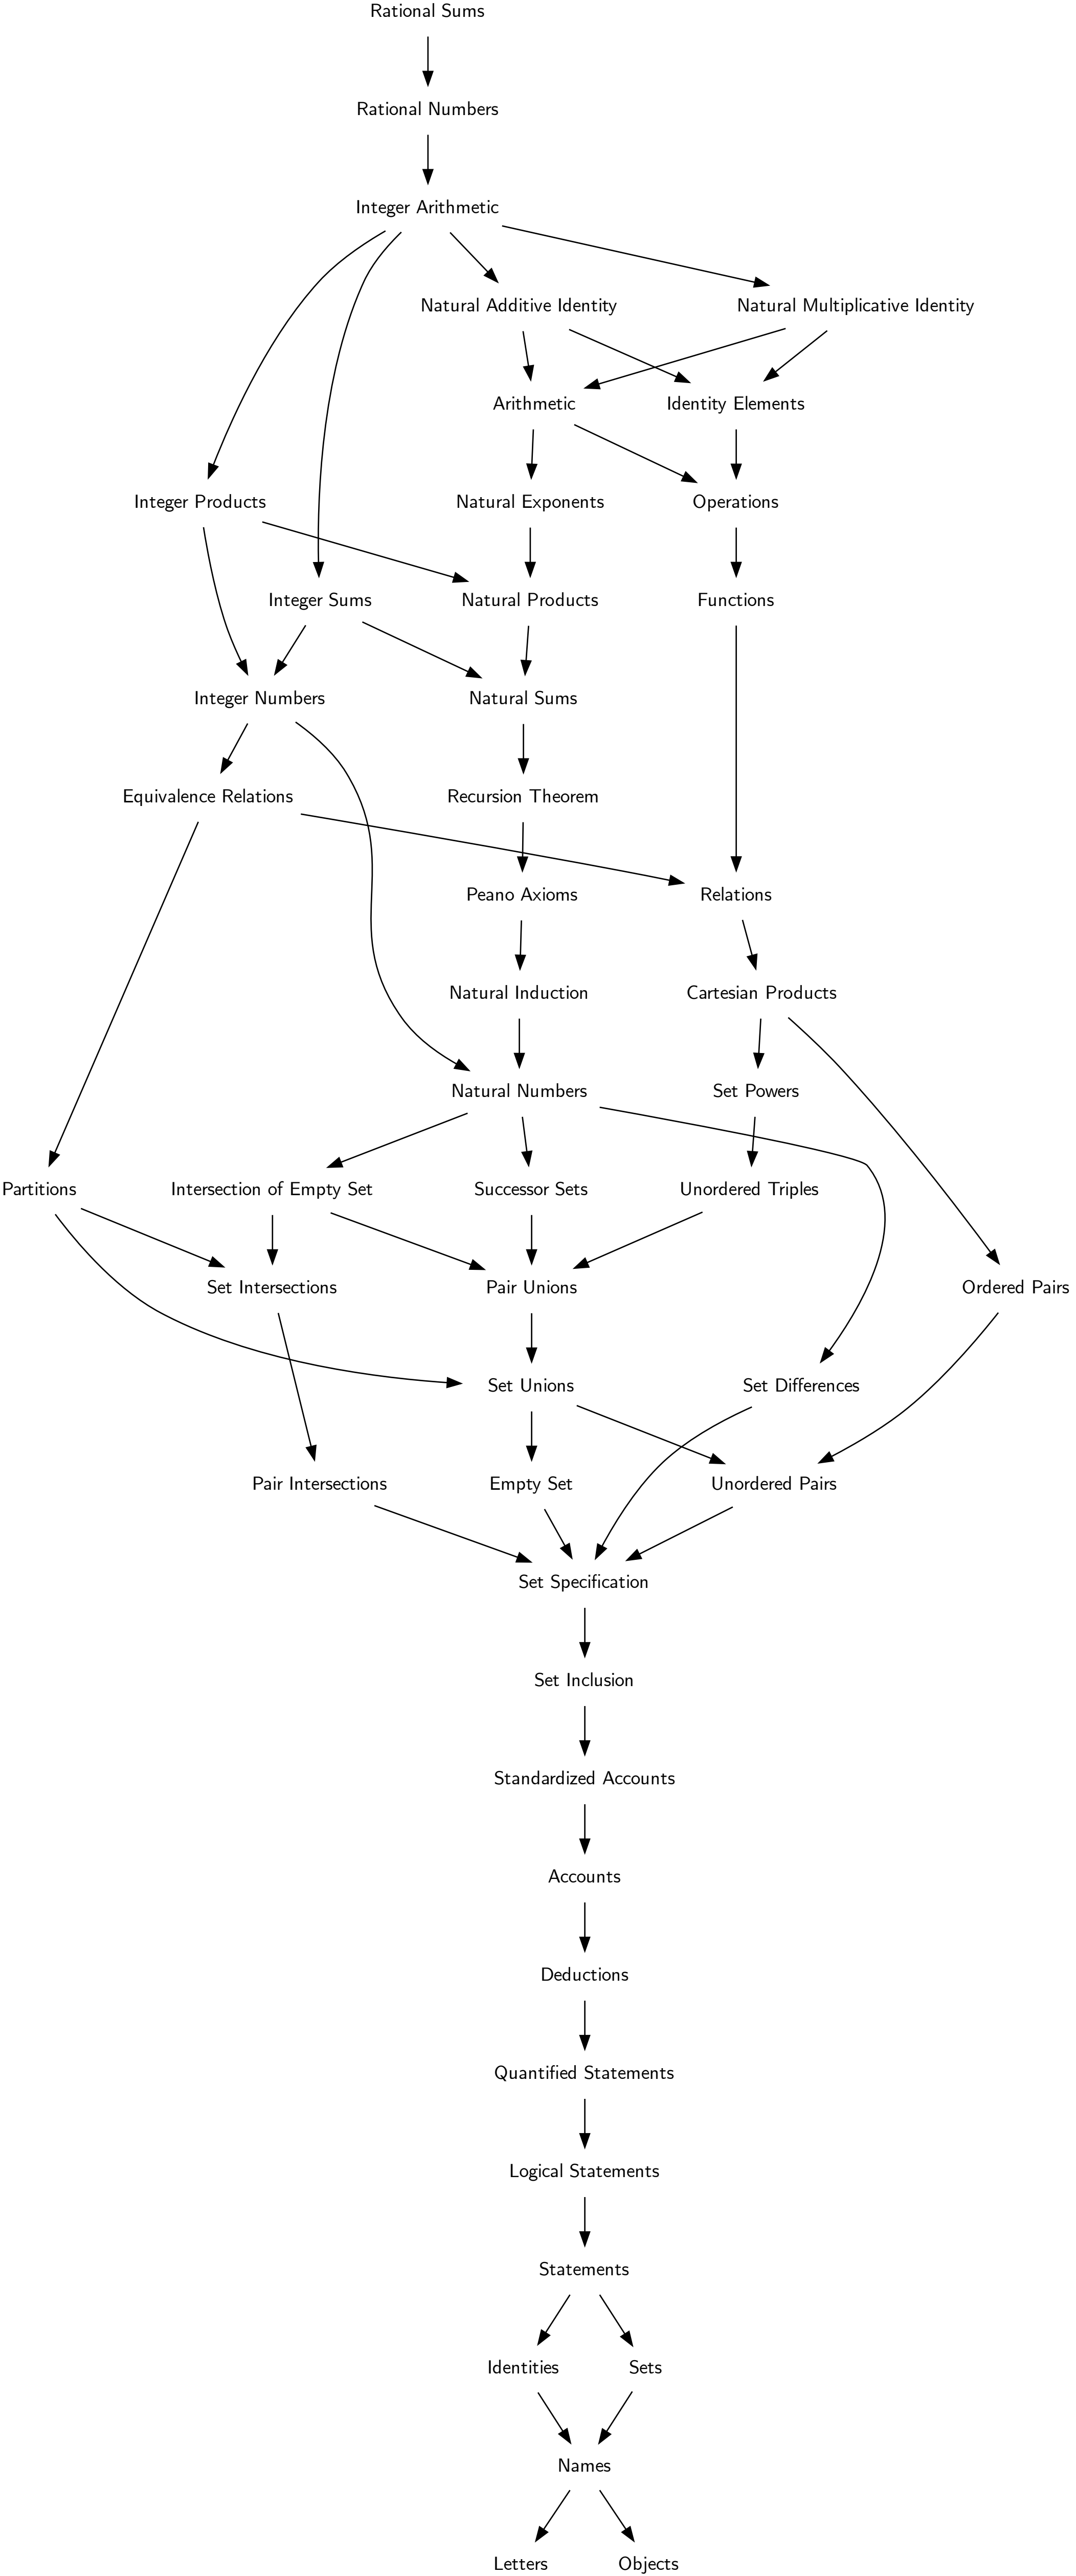 Rational Sums
Rational Numbers
Integer Arithmetic
Natural Additive Identity
Natural Multiplicative Identity
Arithmetic
Identity Elements
Integer Products
Natural Exponents
Operations
Integer Sums
Natural Products
Functions
Integer Numbers
Natural Sums
Equivalence Relations
Recursion Theorem
Peano Axioms
Relations
Natural Induction
Cartesian Products
Natural Numbers
Set Powers
Partitions
Intersection of Empty Set
Successor Sets
Unordered Triples
Set Intersections
Pair Unions
Ordered Pairs
Set Unions
Set Differences
Pair Intersections
Empty Set
Unordered Pairs
Set Specification
Set Inclusion
Standardized Accounts
Accounts
Deductions
Quantified Statements
Logical Statements
Statements
Identities
Sets
Names
Letters
Objects